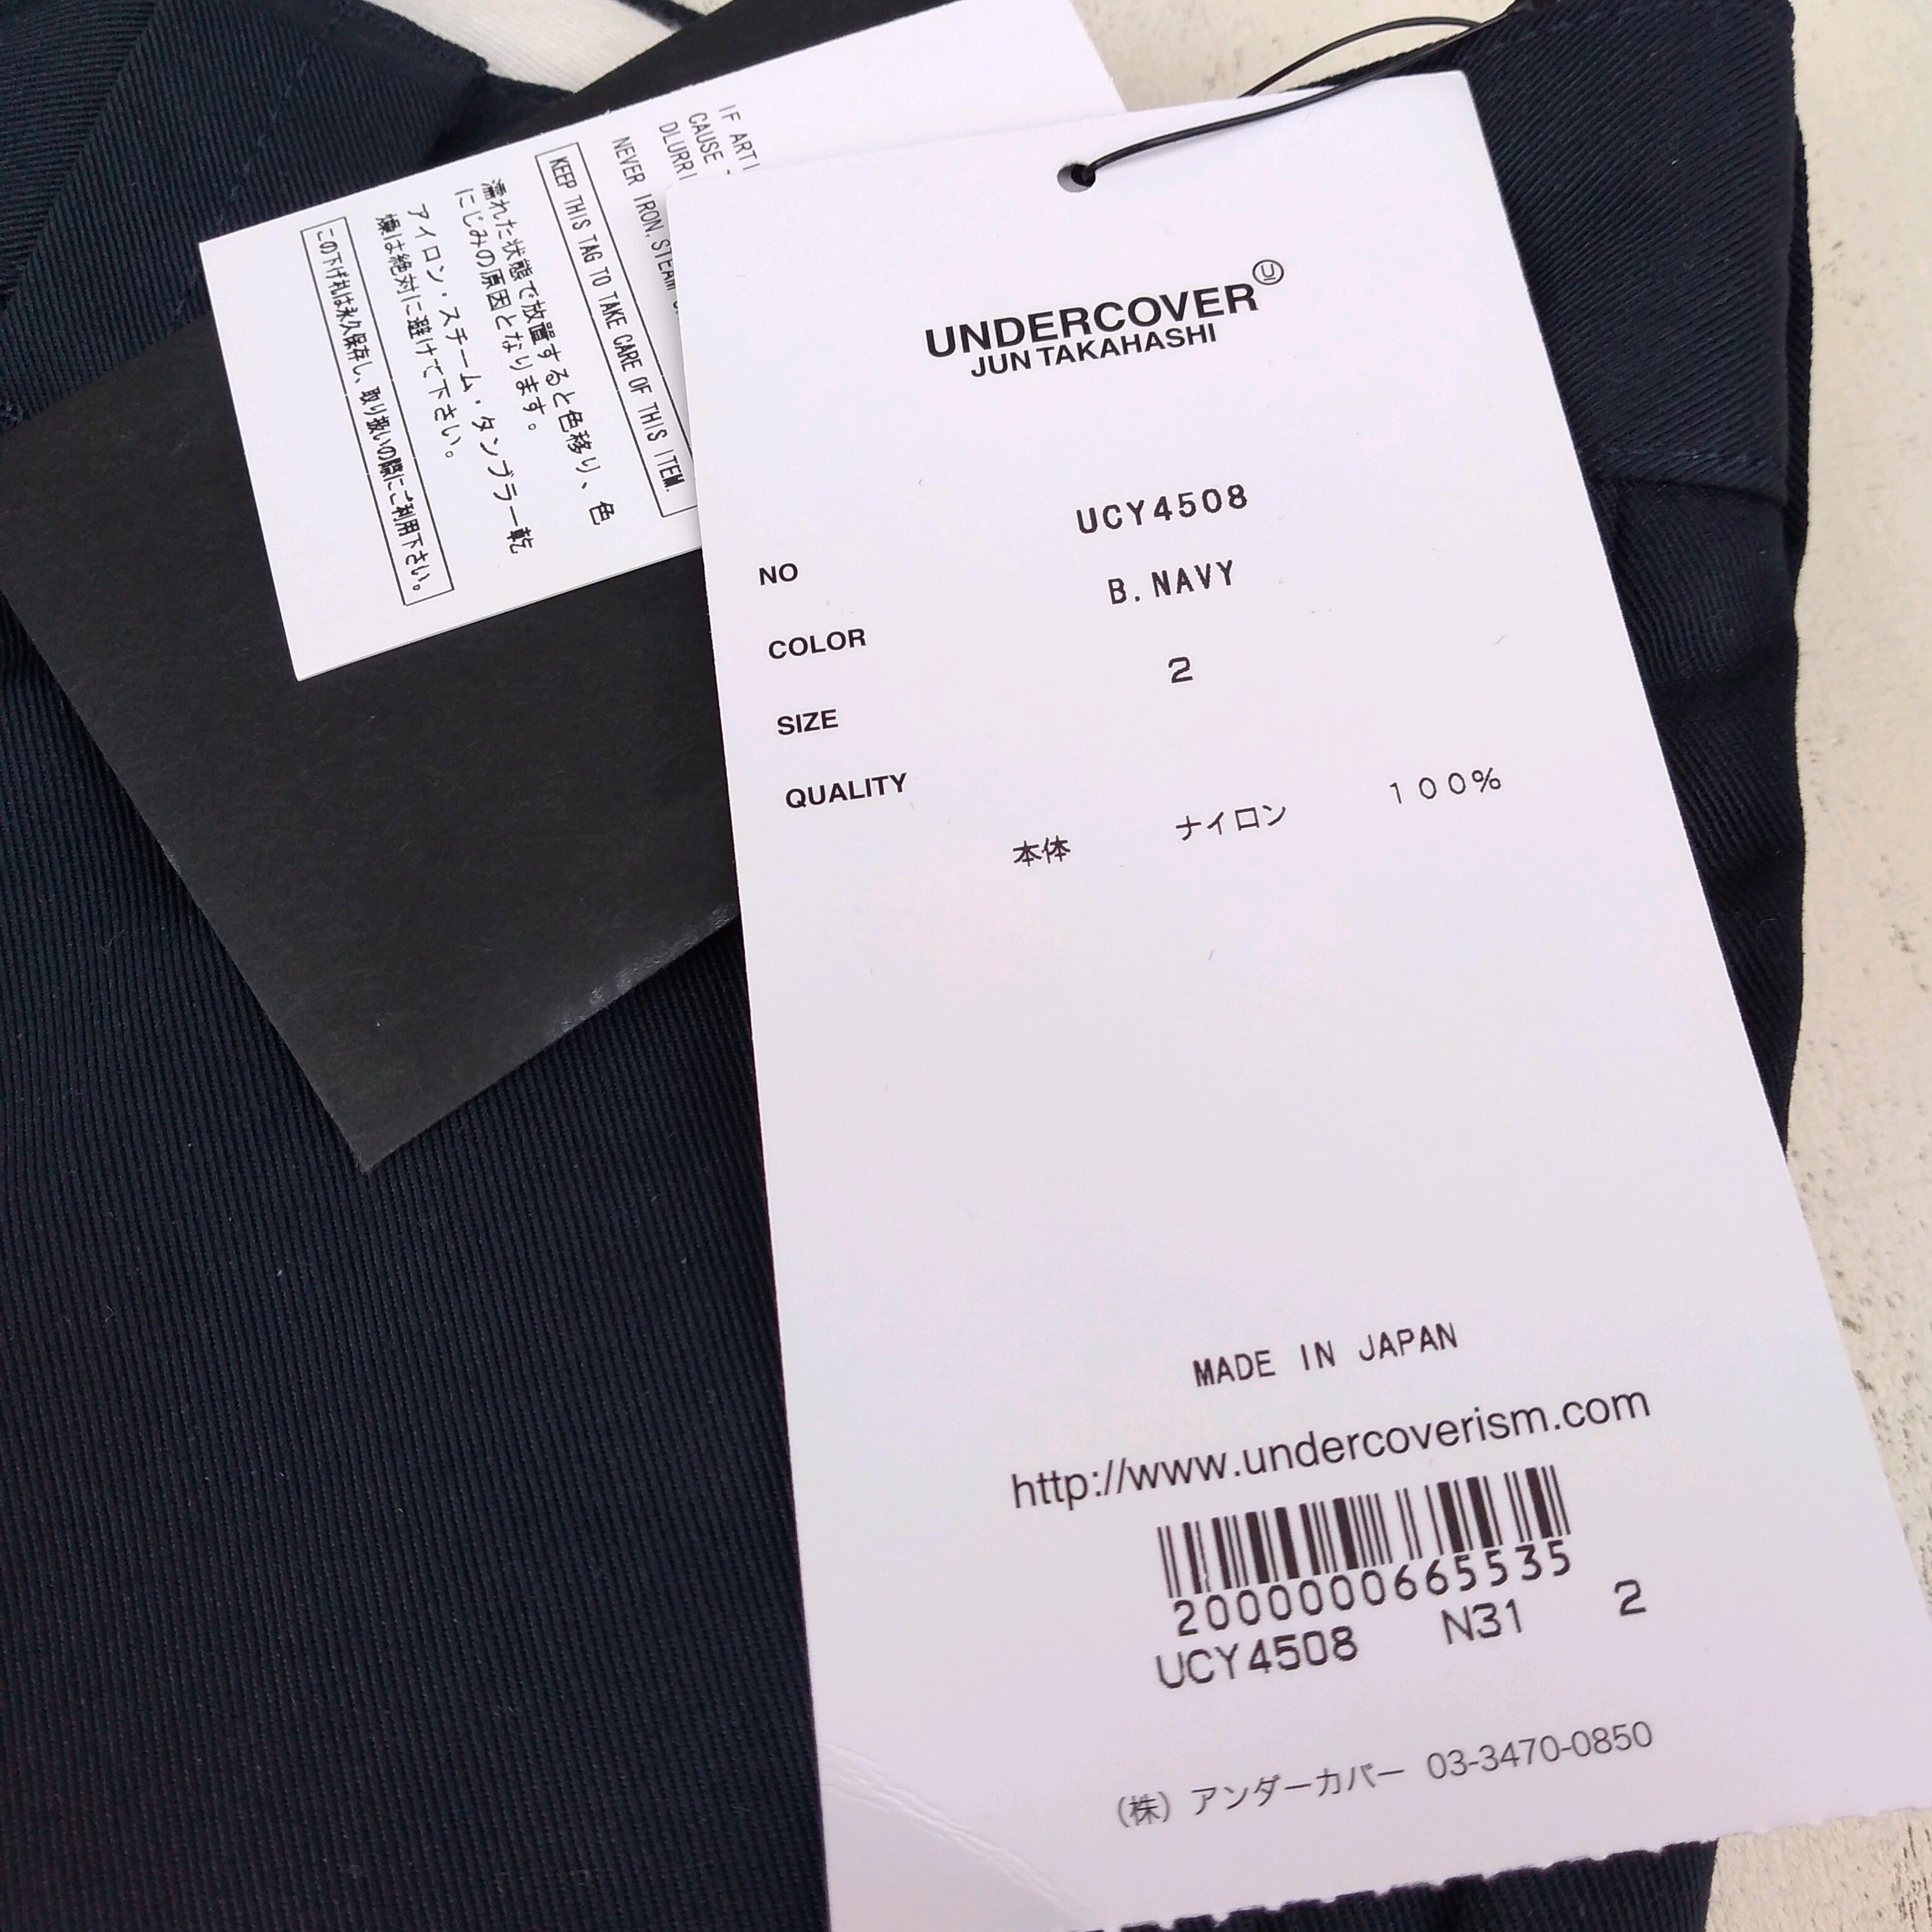 IF ARTI
CAUSE
DLURRI
NEVER IRON, STEAM
KEEP THIS TAG TO TAKE CARE OF THIS ITEM.
濡れた状態で放置すると色移り、色
にじみの原因となります。
アイロン・スチーム・タンブラー乾
燥は絶対に避けて下さい。
この下げ札は永久保存し、取り扱いの際にご利用下さい。
UNDERCOVER Ⓤ
JUN TAKAHASHI
NO UCY4508
COLOR B. NAVY
SIZE 2
QUALITY
本体 ナイロン 100%
MADE IN JAPAN
http://www.undercoverism.com
2000000665535
UCY4508 N31 2
(株) アンダーカバー 03-3470-0850